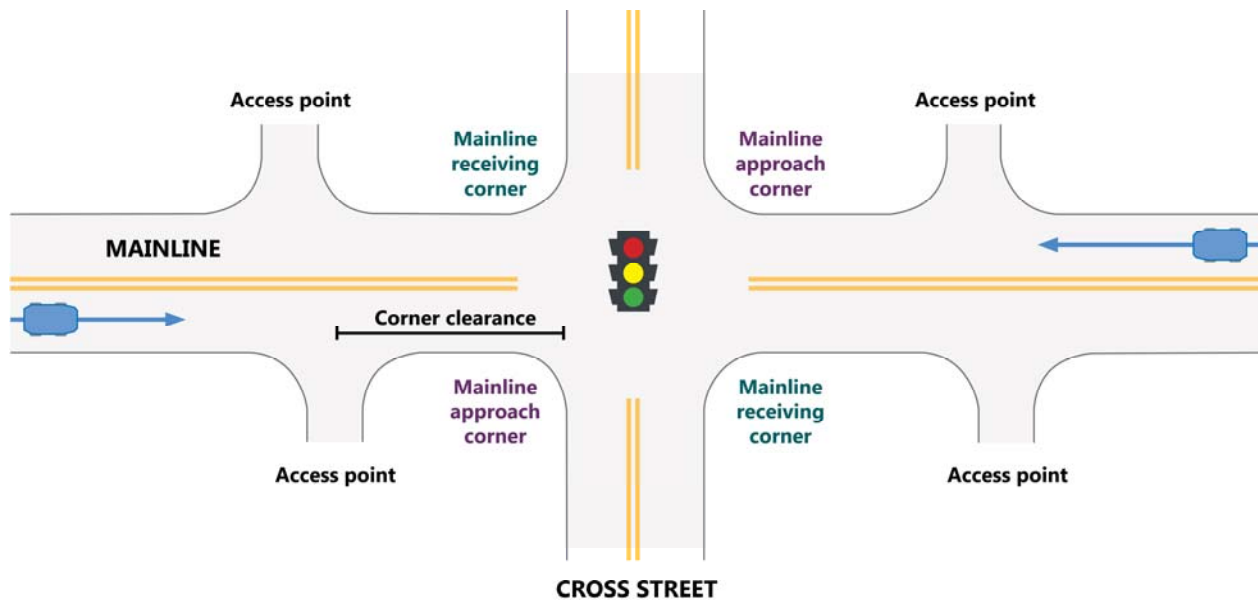 Access point
Access point
Mainline
receiving
corner
Mainline
approach
corner
MAINLINE
Corner clearance
Mainline
approach
corner
Mainline
receiving
corner
Access point
Access point
CROSS STREET